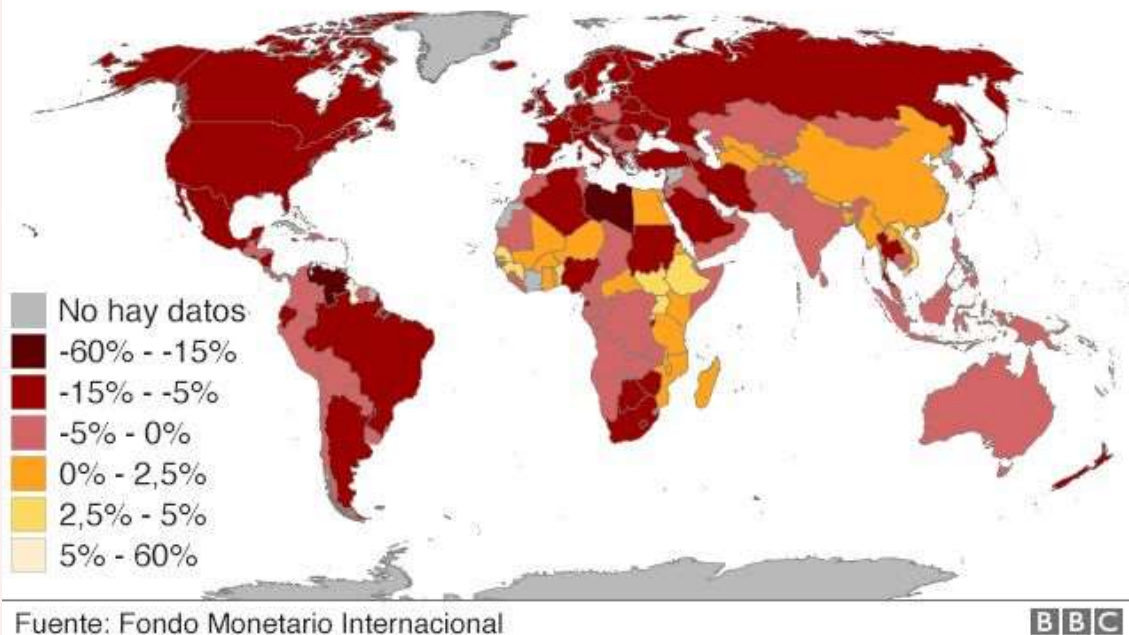 No hay datos
-60% - -15%
-15% - -5%
-5% - 0%
0% - 2,5%
2,5% - 5%
5% - 60%
Fuente: Fondo Monetario Internacional
BBC